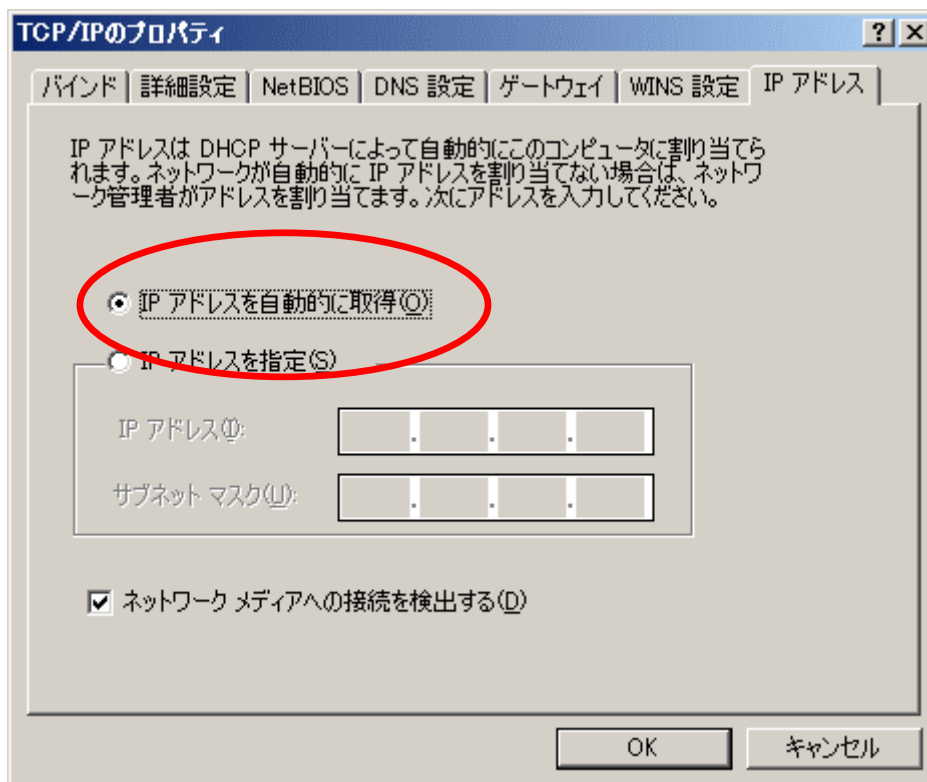 TCP/IPのプロパティ
? ×
バインド 詳細設定 NetBIOS DNS 設定 ゲートウェイ WINS 設定 IP アドレス
IP アドレスは DHCP サーバーによって自動的にこのコンピュータに割り当てら
れます。ネットワークが自動的に IP アドレスを割り当てない場合は、ネットワ
ーク管理者がアドレスを割り当てます。次にアドレスを入力してください。
IP アドレスを自動的に取得(O)
IP アドレスを指定(S)
IP アドレス(I):
. . .
サブネット マスク(U):
. . .
ネットワーク メディアへの接続を検出する(D)
OK キャンセル